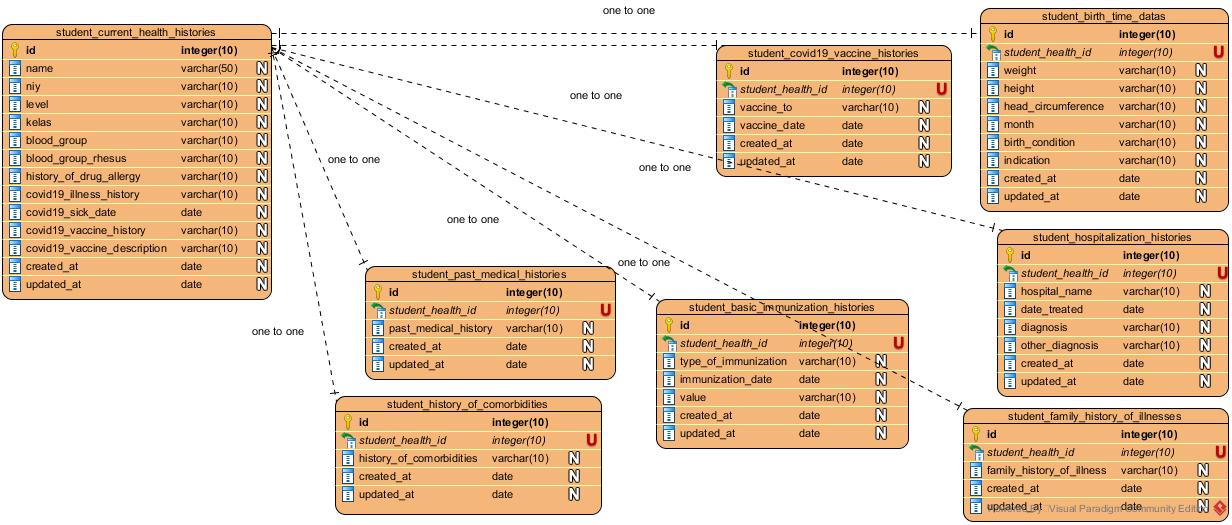 one to one
student_current_health_histories
id integer(10)
name varchar(50) N
niy varchar(10) N
level varchar(10) N
kelas varchar(10) N
blood_group varchar(10) N
blood_group_rhesus varchar(10) N
history_of_drug_allergy varchar(10) N
covid19_illness_history varchar(10) N
covid19_sick_date date N
covid19_vaccine_history varchar(10) N
covid19_vaccine_description varchar(10) N
created_at date N
updated_at date N
student_birth_time_datas
id integer(10)
student_health_id integer(10) U
weight varchar(10) N
height varchar(10) N
head_circumference varchar(10) N
month varchar(10) N
birth_condition varchar(10) N
indication varchar(10) N
created_at date N
updated_at date N
student_covid19_vaccine_histories
id integer(10)
student_health_id integer(10) U
vaccine_to varchar(10) N
vaccine_date date N
created_at date N
updated_at date N
one to one
one to one
one to one
one to one
one to one
one to one
student_hospitalization_histories
id integer(10)
student_health_id integer(10) U
hospital_name varchar(10) N
date_treated date N
diagnosis varchar(10) N
other_diagnosis varchar(10) N
created_at date N
updated_at date N
student_past_medical_histories
id integer(10)
student_health_id integer(10) U
past_medical_history varchar(10) N
created_at date N
updated_at date N
student_basic_immunization_histories
id integer(10)
student_health_id integer(10) U
type_of_immunization varchar(10) N
immunization_date date N
value varchar(10) N
created_at date N
updated_at date N
student_history_of_comorbidities
id integer(10)
student_health_id integer(10) U
history_of_comorbidities varchar(10) N
created_at date N
updated_at date N
student_family_history_of_illnesses
id integer(10)
student_health_id integer(10) U
family_history_of_illness varchar(10) N
created_at date N
updated_at date N
Powered By Visual Paradigm Community Edition